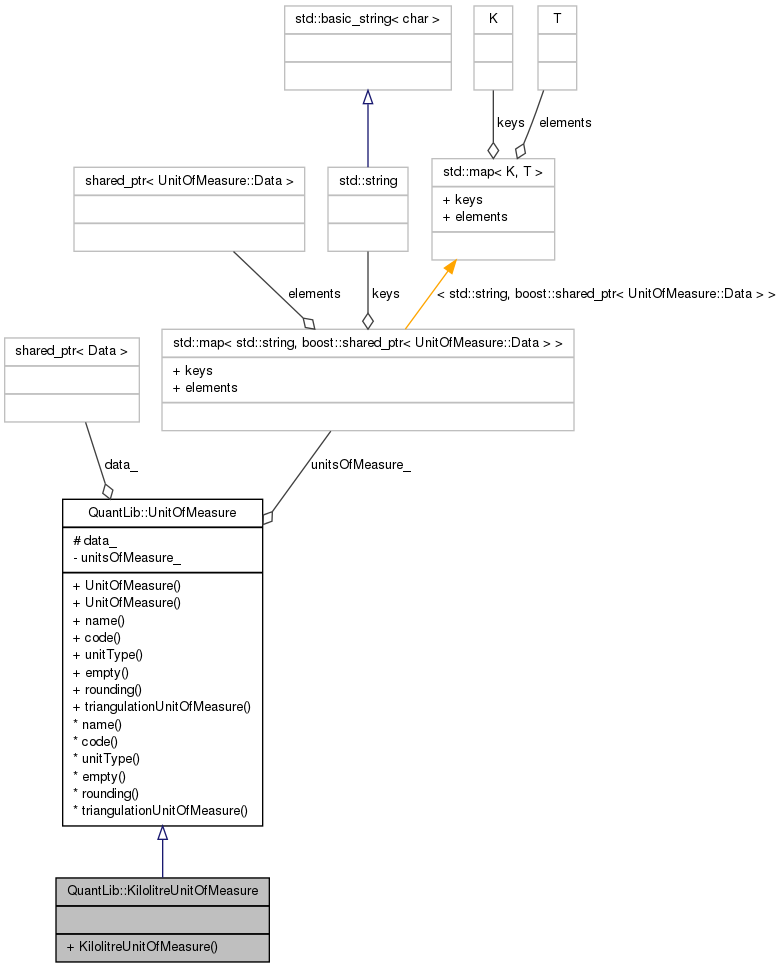 std::basic_string< char >
K
T
keys
elements
shared_ptr< UnitOfMeasure::Data >
std::string
std::map< K, T >
+ keys
+ elements
elements
keys
< std::string, boost::shared_ptr< UnitOfMeasure::Data > >
shared_ptr< Data >
std::map< std::string, boost::shared_ptr< UnitOfMeasure::Data > >
+ keys
+ elements
data_
unitsOfMeasure_
QuantLib::UnitOfMeasure
# data_
- unitsOfMeasure_
+ UnitOfMeasure()
+ UnitOfMeasure()
+ name()
+ code()
+ unitType()
+ empty()
+ rounding()
+ triangulationUnitOfMeasure()
* name()
* code()
* unitType()
* empty()
* rounding()
* triangulationUnitOfMeasure()
QuantLib::KilolitreUnitOfMeasure
+ KilolitreUnitOfMeasure()